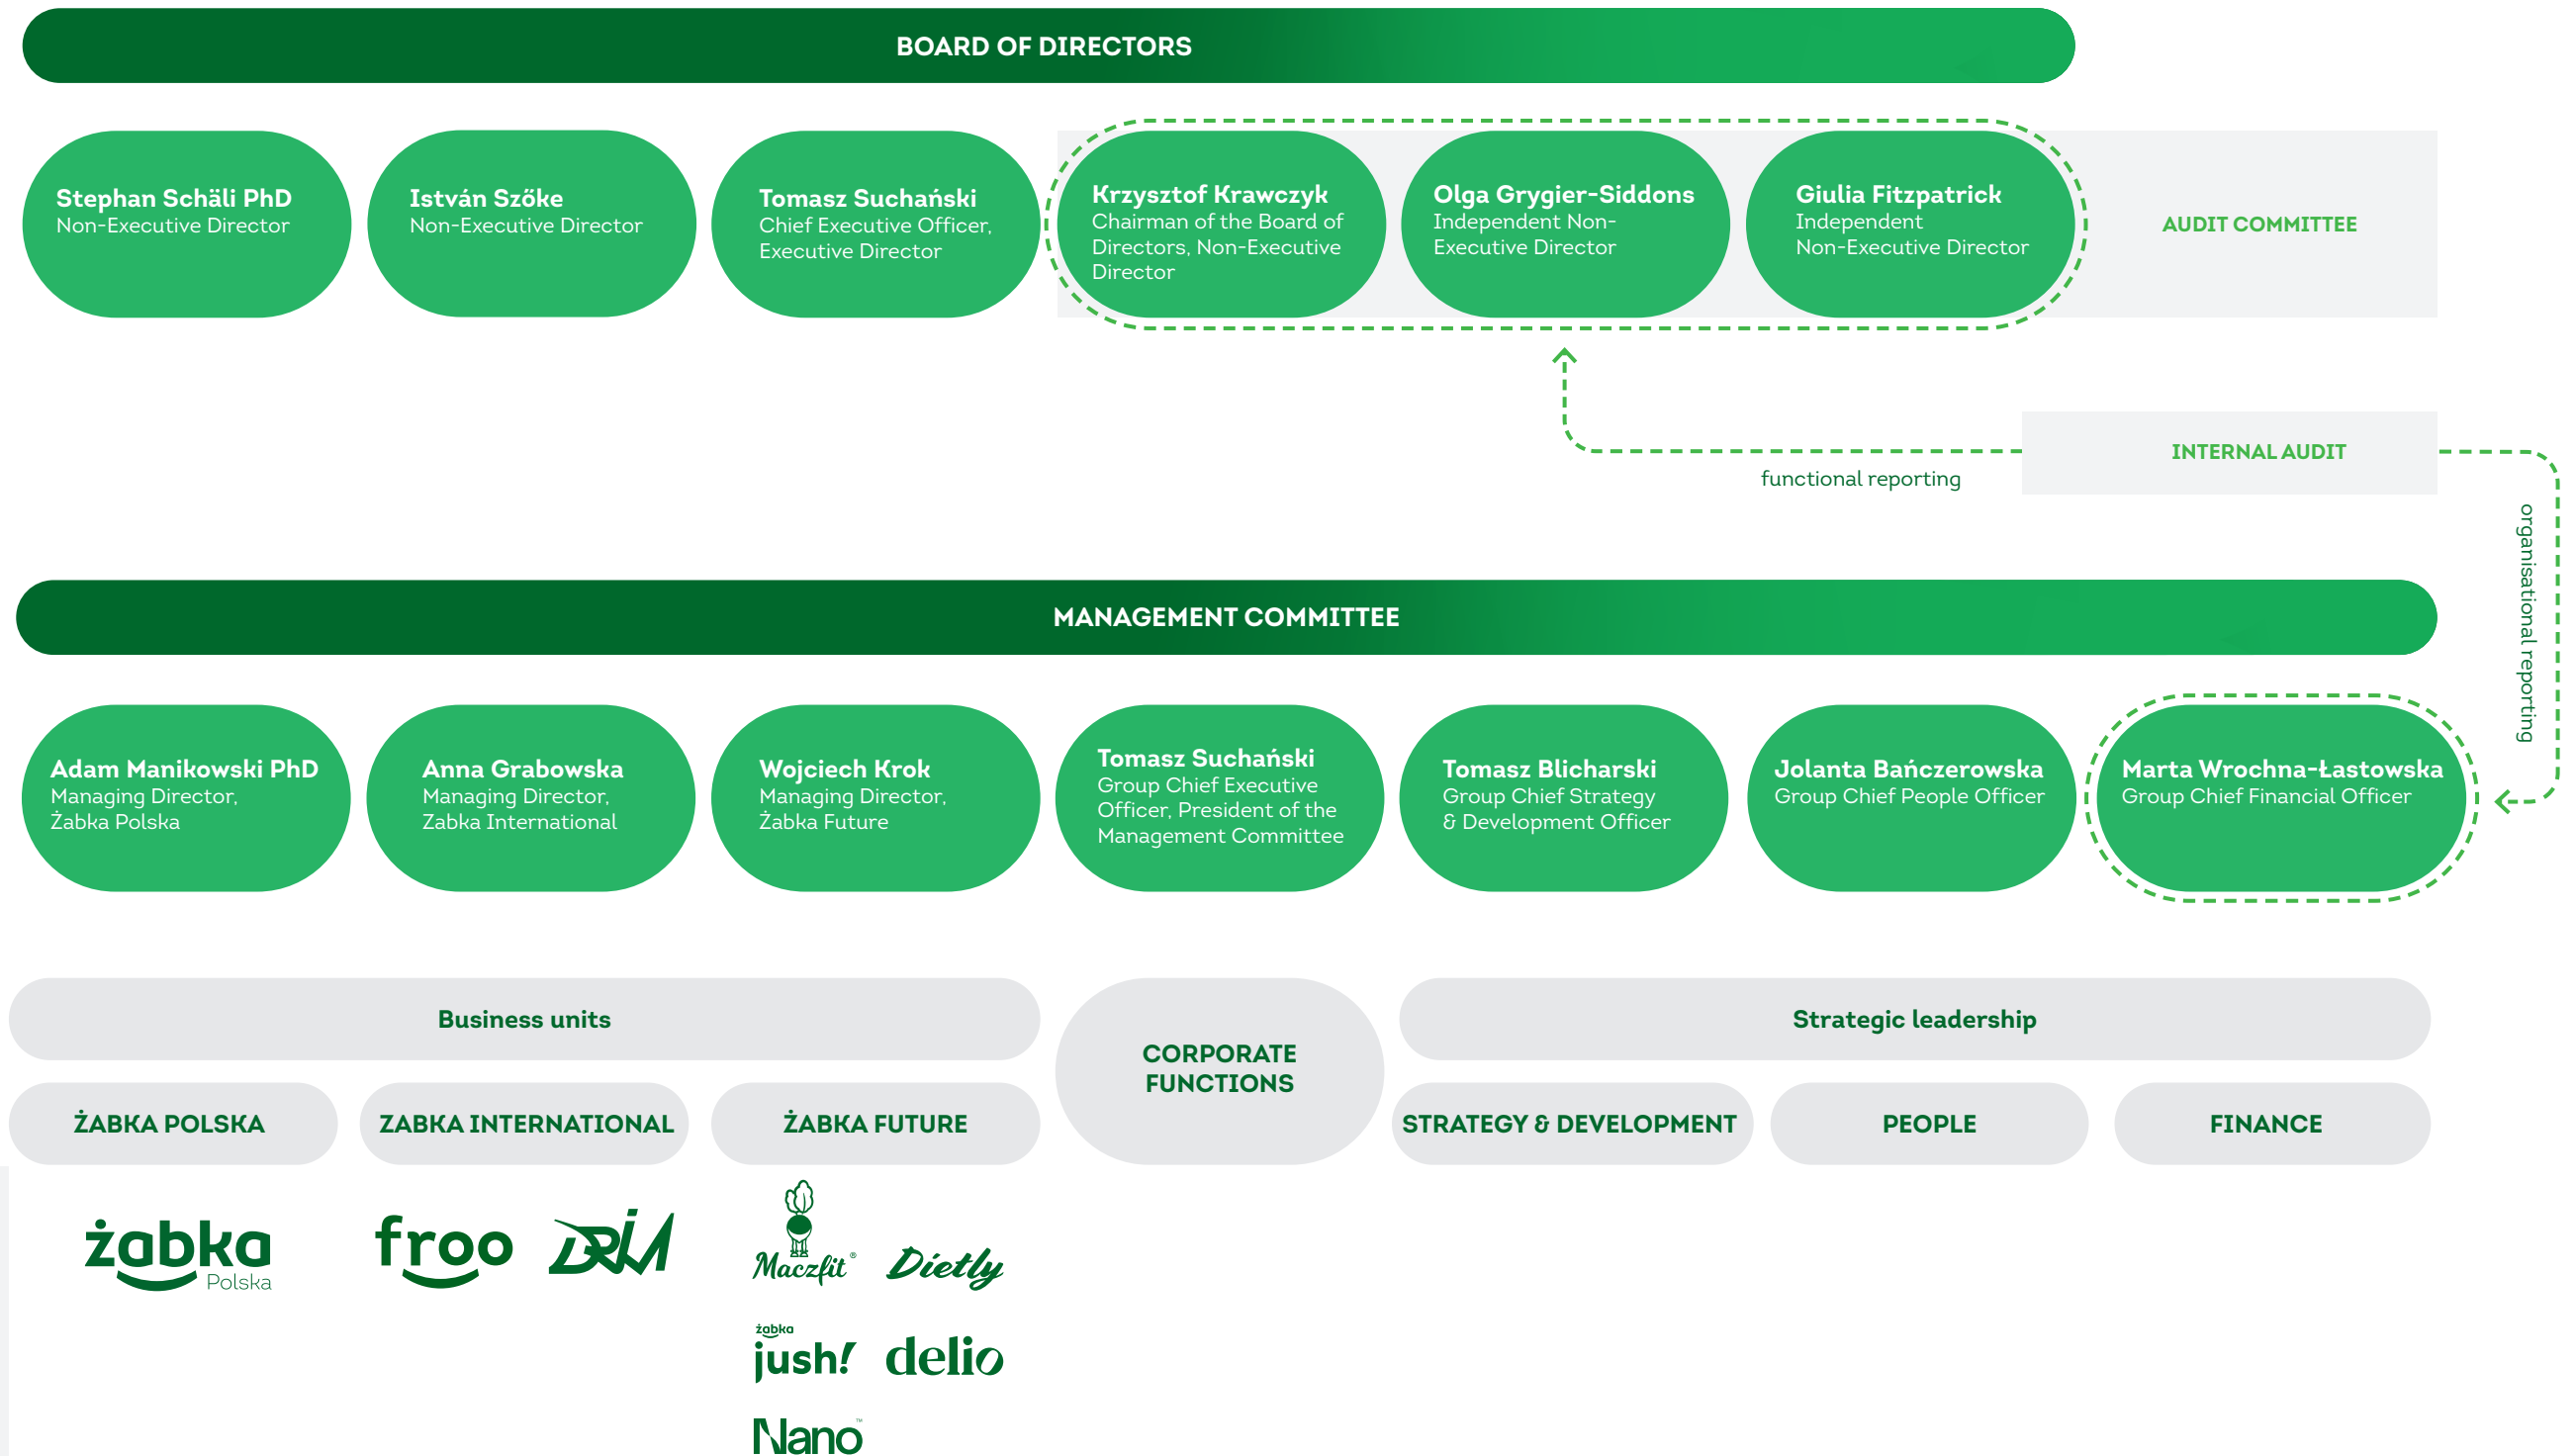 BOARD OF DIRECTORS
Stephan Schäli PhD
Non-Executive Director
István Szőke
Non-Executive Director
Tomasz Suchański
Chief Executive Officer,
Executive Director
Krzysztof Krawczyk
Chairman of the Board of
Directors, Non-Executive
Director
Olga Grygier-Siddons
Independent Non-
Executive Director
Giulia Fitzpatrick
Independent
Non-Executive Director
AUDIT COMMITTEE
INTERNAL AUDIT
functional reporting
organisational reporting
MANAGEMENT COMMITTEE
Adam Manikowski PhD
Managing Director,
Żabka Polska
Anna Grabowska
Managing Director,
Zabka International
Wojciech Krok
Managing Director,
Żabka Future
Tomasz Suchański
Group Chief Executive
Officer, President of the
Management Committee
Tomasz Blicharski
Group Chief Strategy
& Development Officer
Jolanta Bańczerowska
Group Chief People Officer
Marta Wrochna-Łastowska
Group Chief Financial Officer
Business units
CORPORATE
FUNCTIONS
Strategic leadership
ŻABKA POLSKA
ZABKA INTERNATIONAL
ŻABKA FUTURE
STRATEGY & DEVELOPMENT
PEOPLE
FINANCE
żabka
Polska
froo
DRiM
Maczfit®
Dietly
żabka
jush!
delio
Nano™